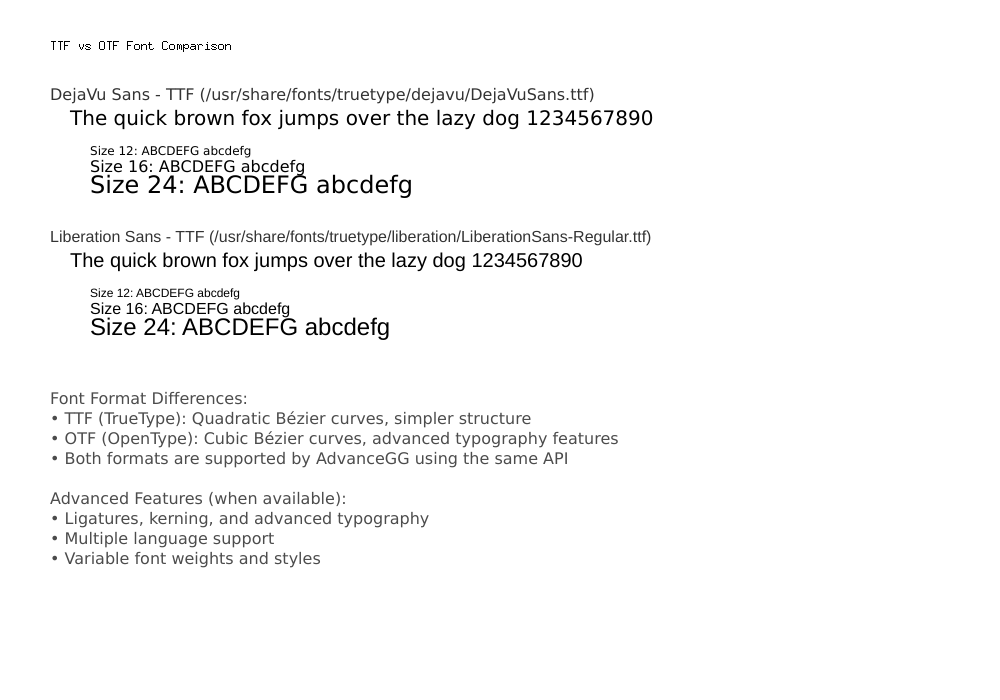 TTF vs OTF Font Comparison
DejaVu Sans - TTF (/usr/share/fonts/truetype/dejavu/DejaVuSans.ttf)
The quick brown fox jumps over the lazy dog 1234567890
Size 12: ABCDEFG abcdefg
Size 16: ABCDEFG abcdefg
Size 24: ABCDEFG abcdefg
Liberation Sans - TTF (/usr/share/fonts/truetype/liberation/LiberationSans-Regular.ttf)
The quick brown fox jumps over the lazy dog 1234567890
Size 12: ABCDEFG abcdefg
Size 16: ABCDEFG abcdefg
Size 24: ABCDEFG abcdefg
Font Format Differences:
• TTF (TrueType): Quadratic Bézier curves, simpler structure
• OTF (OpenType): Cubic Bézier curves, advanced typography features
• Both formats are supported by AdvanceGG using the same API
Advanced Features (when available):
• Ligatures, kerning, and advanced typography
• Multiple language support
• Variable font weights and styles